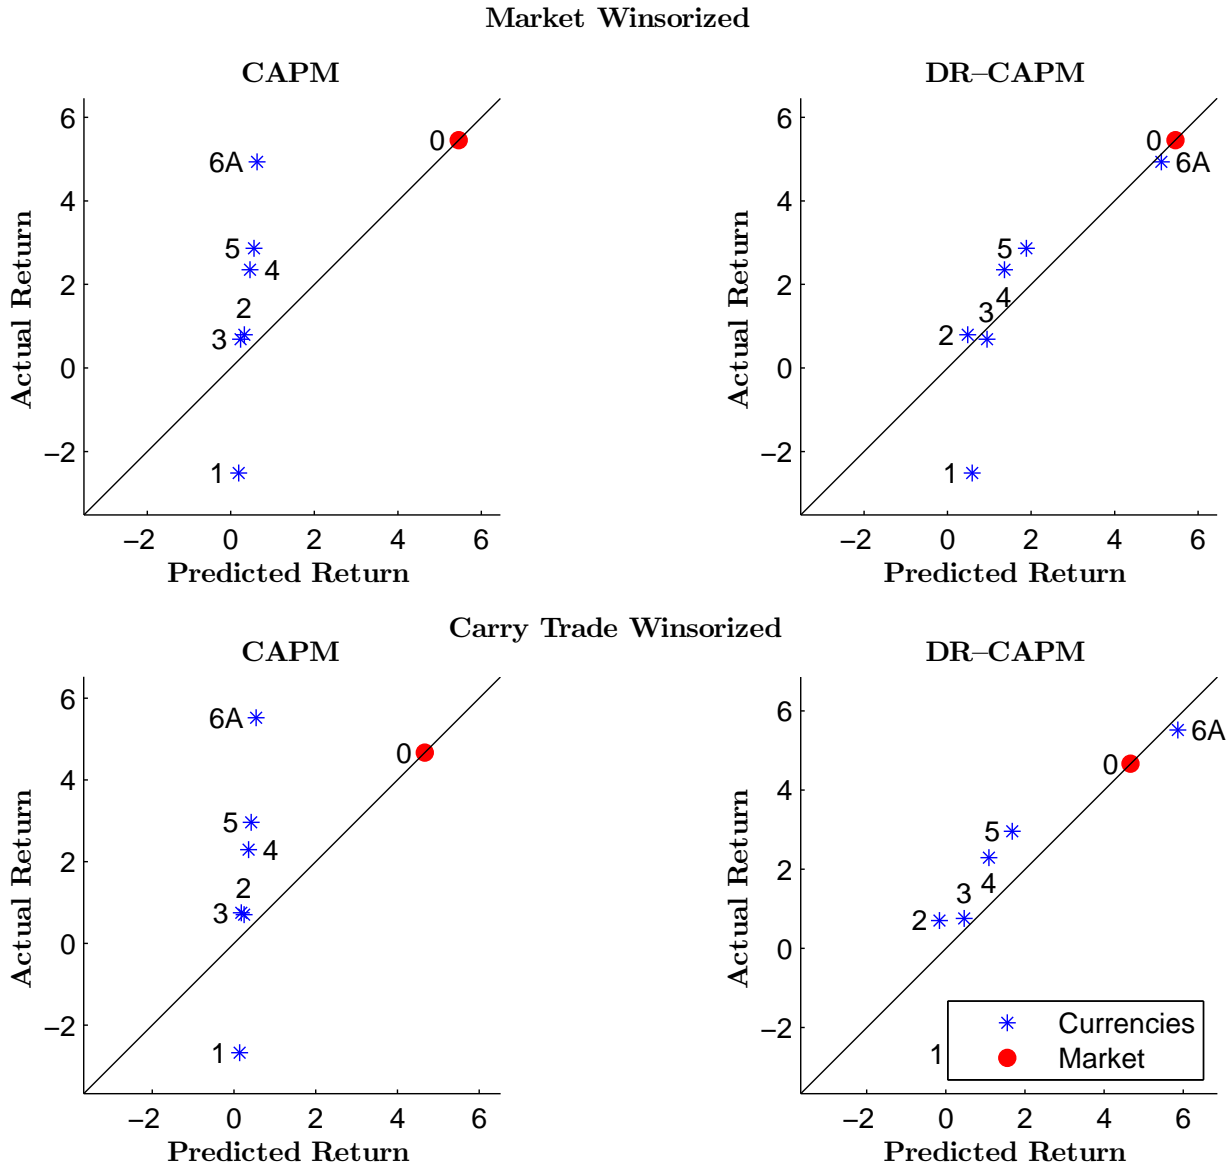 Market Winsorized
CAPM
6
4
2
0
−2
Actual Return
0
6A
5
4
2
3
1
−2 0 2 4 6
Predicted Return
DR–CAPM
6
4
2
0
−2
Actual Return
0
6A
5
4
3
2
1
−2 0 2 4 6
Predicted Return
Carry Trade Winsorized
CAPM
6
4
2
0
−2
Actual Return
6A
0
5
4
2
3
1
−2 0 2 4 6
Predicted Return
DR–CAPM
6
4
2
0
−2
Actual Return
6A
0
5
4
3
2
1
Currencies
Market
−2 0 2 4 6
Predicted Return